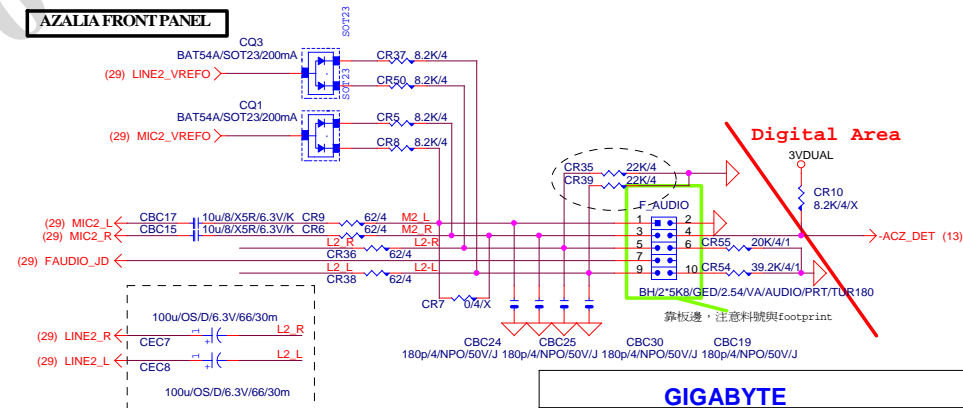 AZALIA FRONT PANEL
SOT23
CQ3
BAT54A/SOT23/200mA
(29) LINE2_VREFO
CR37 8.2K/4
SOT23
CR50 8.2K/4
CQ1
BAT54A/SOT23/200mA
(29) MIC2_VREFO
CR5 8.2K/4
CR8 8.2K/4
Digital Area
3VDUAL
CR10
8.2K/4/X
CR35 22K/4
CR39 22K/4
F_AUDIO
(29) MIC2_L
CBC17 10u/8/X5R/6.3V/K CR9 62/4 M2_L
1 2
(29) MIC2_R
CBC15 10u/8/X5R/6.3V/K CR6 62/4 M2_R
3 4
-ACZ_DET (13)
L2_R L2-R
CR36 62/4
5 6
CR55 20K/4/1
(29) FAUDIO_JD
7
L2_L L2-L
CR38 62/4
9 10
CR54 39.2K/4/1
CR7 0/4/X
BH/2*5K8/GED/2.54/VA/AUDIO/PRT/TUR180
靠板邊,注意料號與footprint
100u/OS/D/6.3V/66/30m
(29) LINE2_R
1
+
L2_R
CEC7
(29) LINE2_L
1
+
L2_L
CEC8
100u/OS/D/6.3V/66/30m
CBC24 CBC25 CBC30 CBC19
180p/4/NPO/50V/J 180p/4/NPO/50V/J 180p/4/NPO/50V/J 180p/4/NPO/50V/J
GIGABYTE